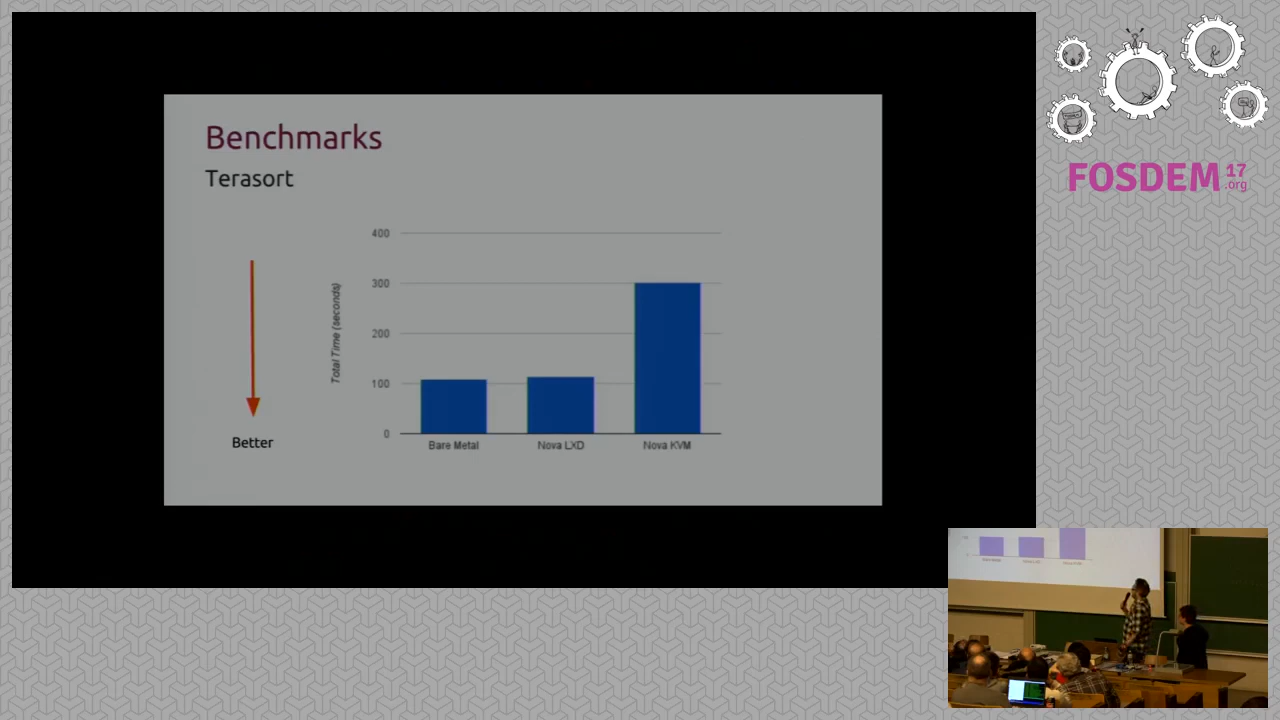 Benchmarks
Terasort
400
300
200
100
0
Total Time (seconds)
Bare Metal
Nova LXD
Nova KVM
Better
FOSDEM 17
.org